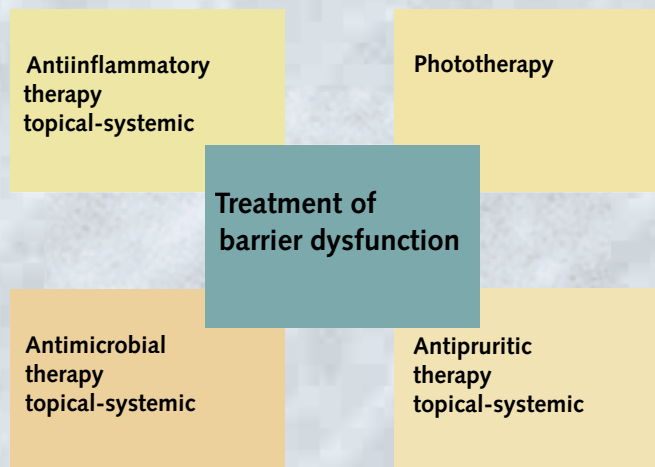 Antiinflammatory
therapy
topical-systemic
Phototherapy
Treatment of
barrier dysfunction
Antimicrobial
therapy
topical-systemic
Antipruritic
therapy
topical-systemic